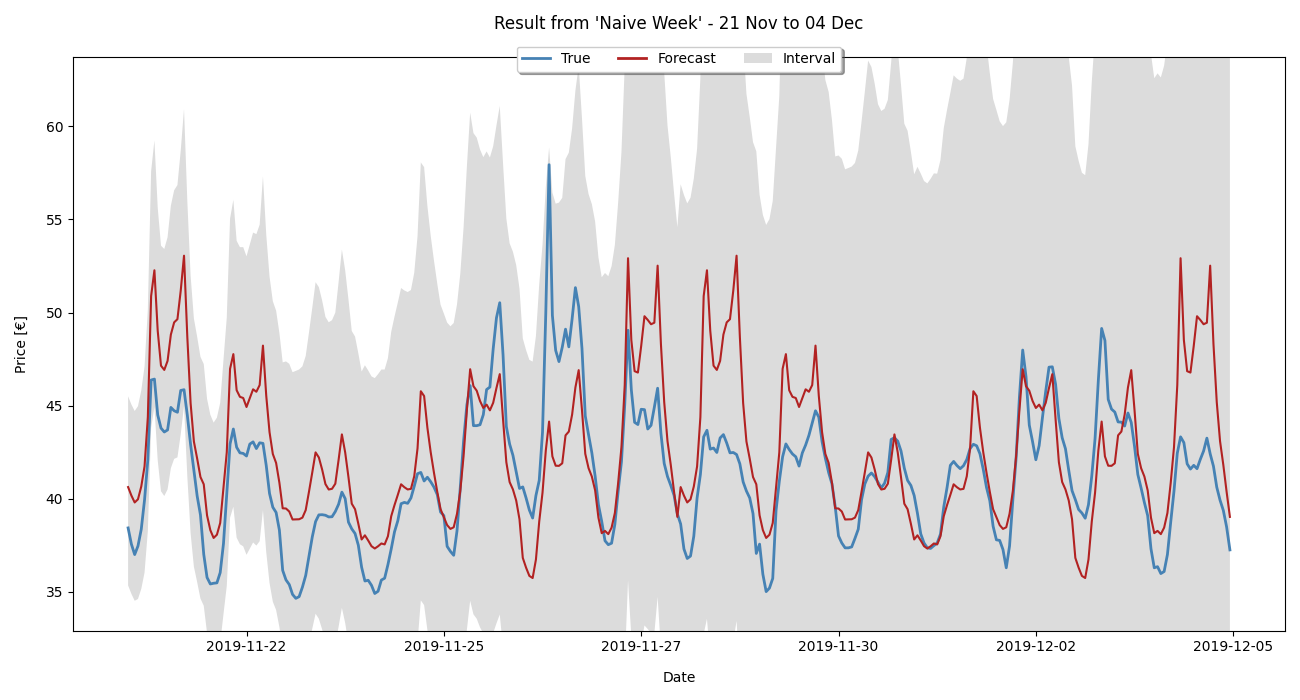 Result from 'Naive Week' - 21 Nov to 04 Dec
True
Forecast
Interval
Price [€]
60
55
50
45
40
35
2019-11-22
2019-11-25
2019-11-27
2019-11-30
2019-12-02
2019-12-05
Date